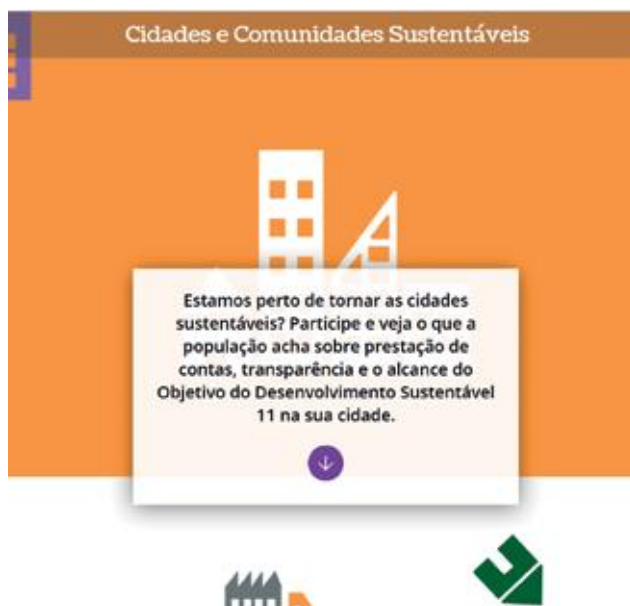 Cidades e Comunidades Sustentáveis
Estamos perto de tornar as cidades
sustentáveis? Participe e veja o que a
população acha sobre prestação de
contas, transparência e o alcance do
Objetivo do Desenvolvimento Sustentável
11 na sua cidade.